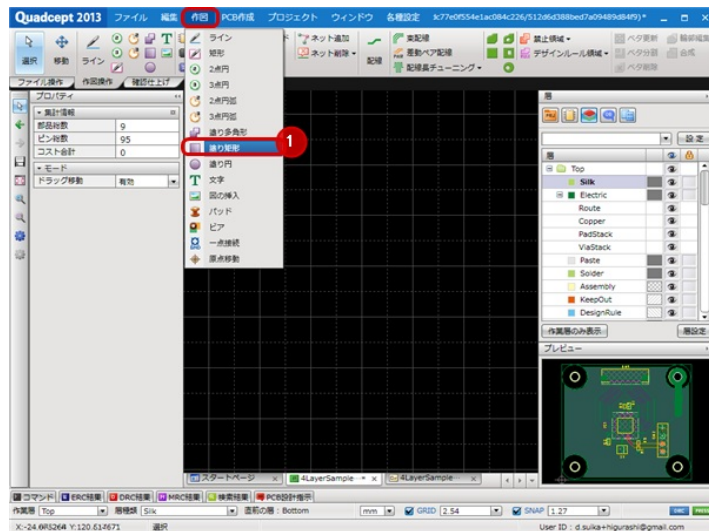 Quadcept 2013 ファイル 編集 作図 PCB作成 プロジェクト ウィンドウ 各種設定
選択 移動 ライン
ネット追加
ネット削除
配線
束配線
差動ペア配線
配線長チューニング
禁止領域
デザインルール領域
ベタ更新
ベタ分割
ベタ削除
合成
ファイル操作 作図操作 確認仕上げ
ライン
矩形
2点円
3点円
2点円弧
3点円弧
塗り多角形
塗り矩形
1
塗り円
文字
図の挿入
パッド
ビア
一点接続
原点移動
プロパティ
集計情報
部品総数 9
ピン総数 95
コスト合計 0
モード
ドラッグ移動 有効
層
設定
層
Top
Silk
Electric
Route
Copper
PadStack
ViaStack
Paste
Solder
Assembly
KeepOut
DesignRule
作業層のみ表示 層設定
プレビュー
スタートページ x 4LayerSample x 4LayerSample x
コマンド ERC結果 DRC結果 MRC結果 検索結果 PCB設計指示
作業層 Top 層種類 Silk 直前の層 : Bottom mm GRID 2.54 SNAP 1.27
選択 User ID : d.suika+higurashi@gmail.com